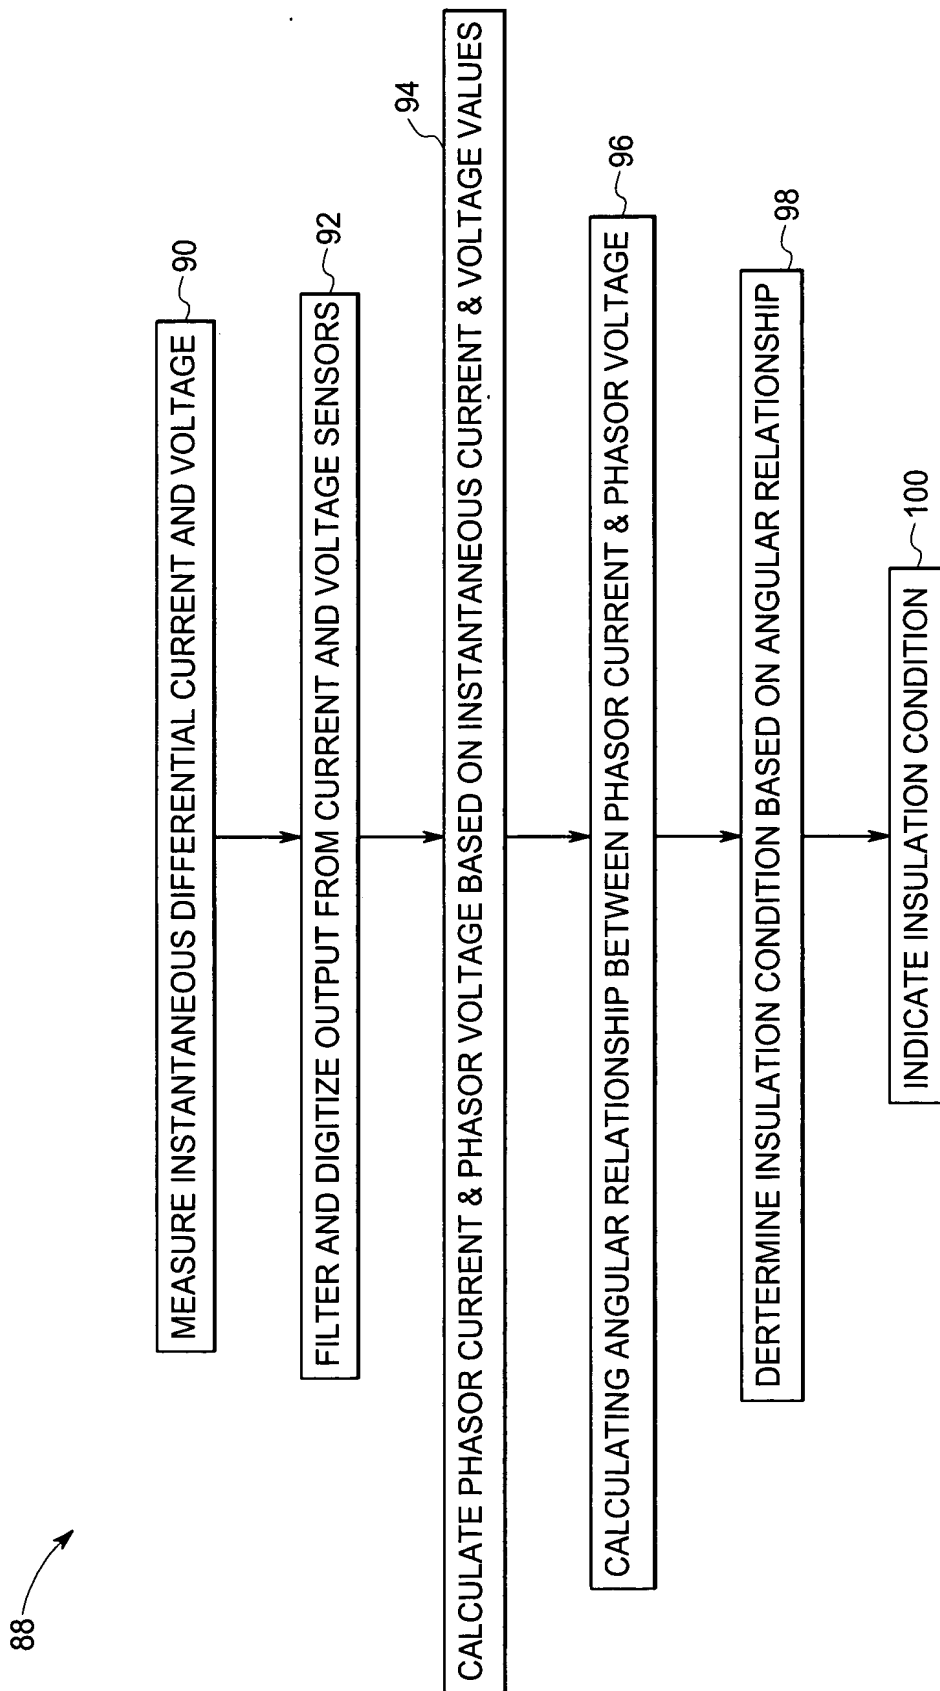 88
MEASURE INSTANTANEOUS DIFFERENTIAL CURRENT AND VOLTAGE
90
FILTER AND DIGITIZE OUTPUT FROM CURRENT AND VOLTAGE SENSORS
92
CALCULATE PHASOR CURRENT & PHASOR VOLTAGE BASED ON INSTANTANEOUS CURRENT & VOLTAGE VALUES
94
CALCULATING ANGULAR RELATIONSHIP BETWEEN PHASOR CURRENT & PHASOR VOLTAGE
96
DERTERMINE INSULATION CONDITION BASED ON ANGULAR RELATIONSHIP
98
INDICATE INSULATION CONDITION
100